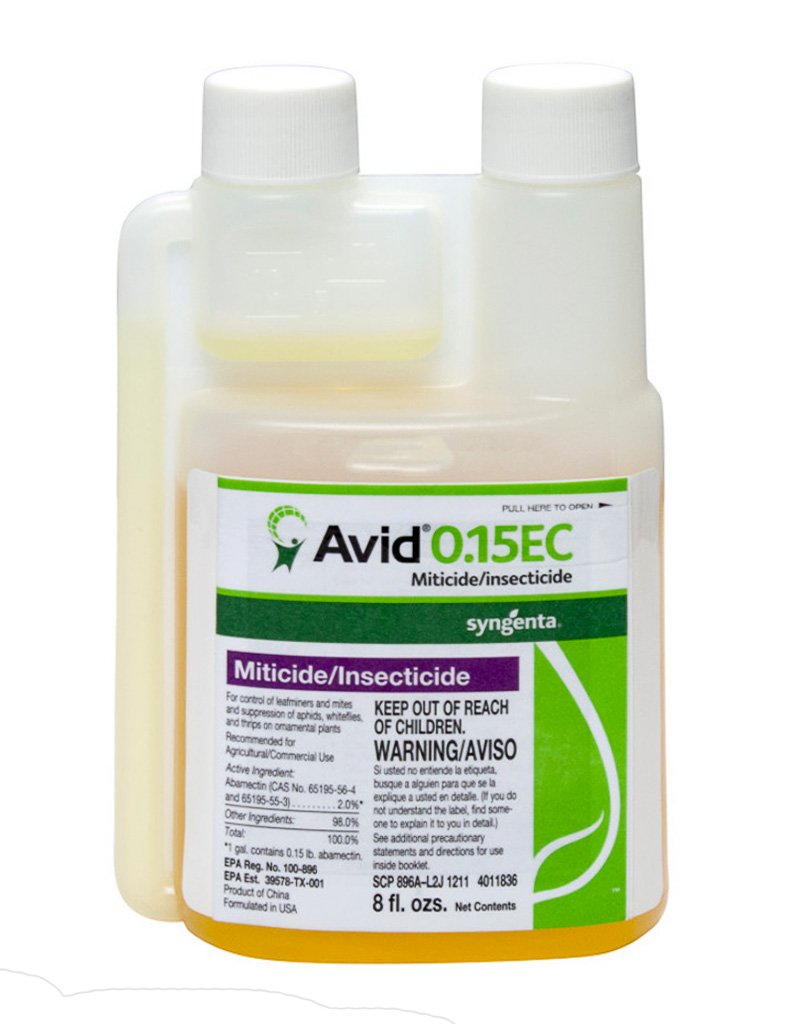 PULL HERE TO OPEN
Avid® 0.15EC
Miticide/insecticide
syngenta®
Miticide/Insecticide
For control of leafminers and mites
and suppression of aphids, whiteflies,
and thrips on ornamental plants
Recommended for
Agricultural/Commercial Use
Active Ingredient:
Abamectin (CAS No. 65195-56-4
and 65195-55-3) . . . . . . . . . 2.0%*
Other Ingredients: 98.0%
Total: 100.0%
*1 gal. contains 0.15 lb. abamectin.
EPA Reg. No. 100-896
EPA Est. 39578-TX-001
Product of China
Formulated in USA
KEEP OUT OF REACH
OF CHILDREN.
WARNING/AVISO
Si usted no entiende la etiqueta,
busque a alguien para que se la
explique a usted en detalle. (If you do
not understand the label, find some-
one to explain it to you in detail.)
See additional precautionary
statements and directions for use
inside booklet.
SCP 896A-L2J 1211 4011836
8 fl. ozs. Net Contents
TM